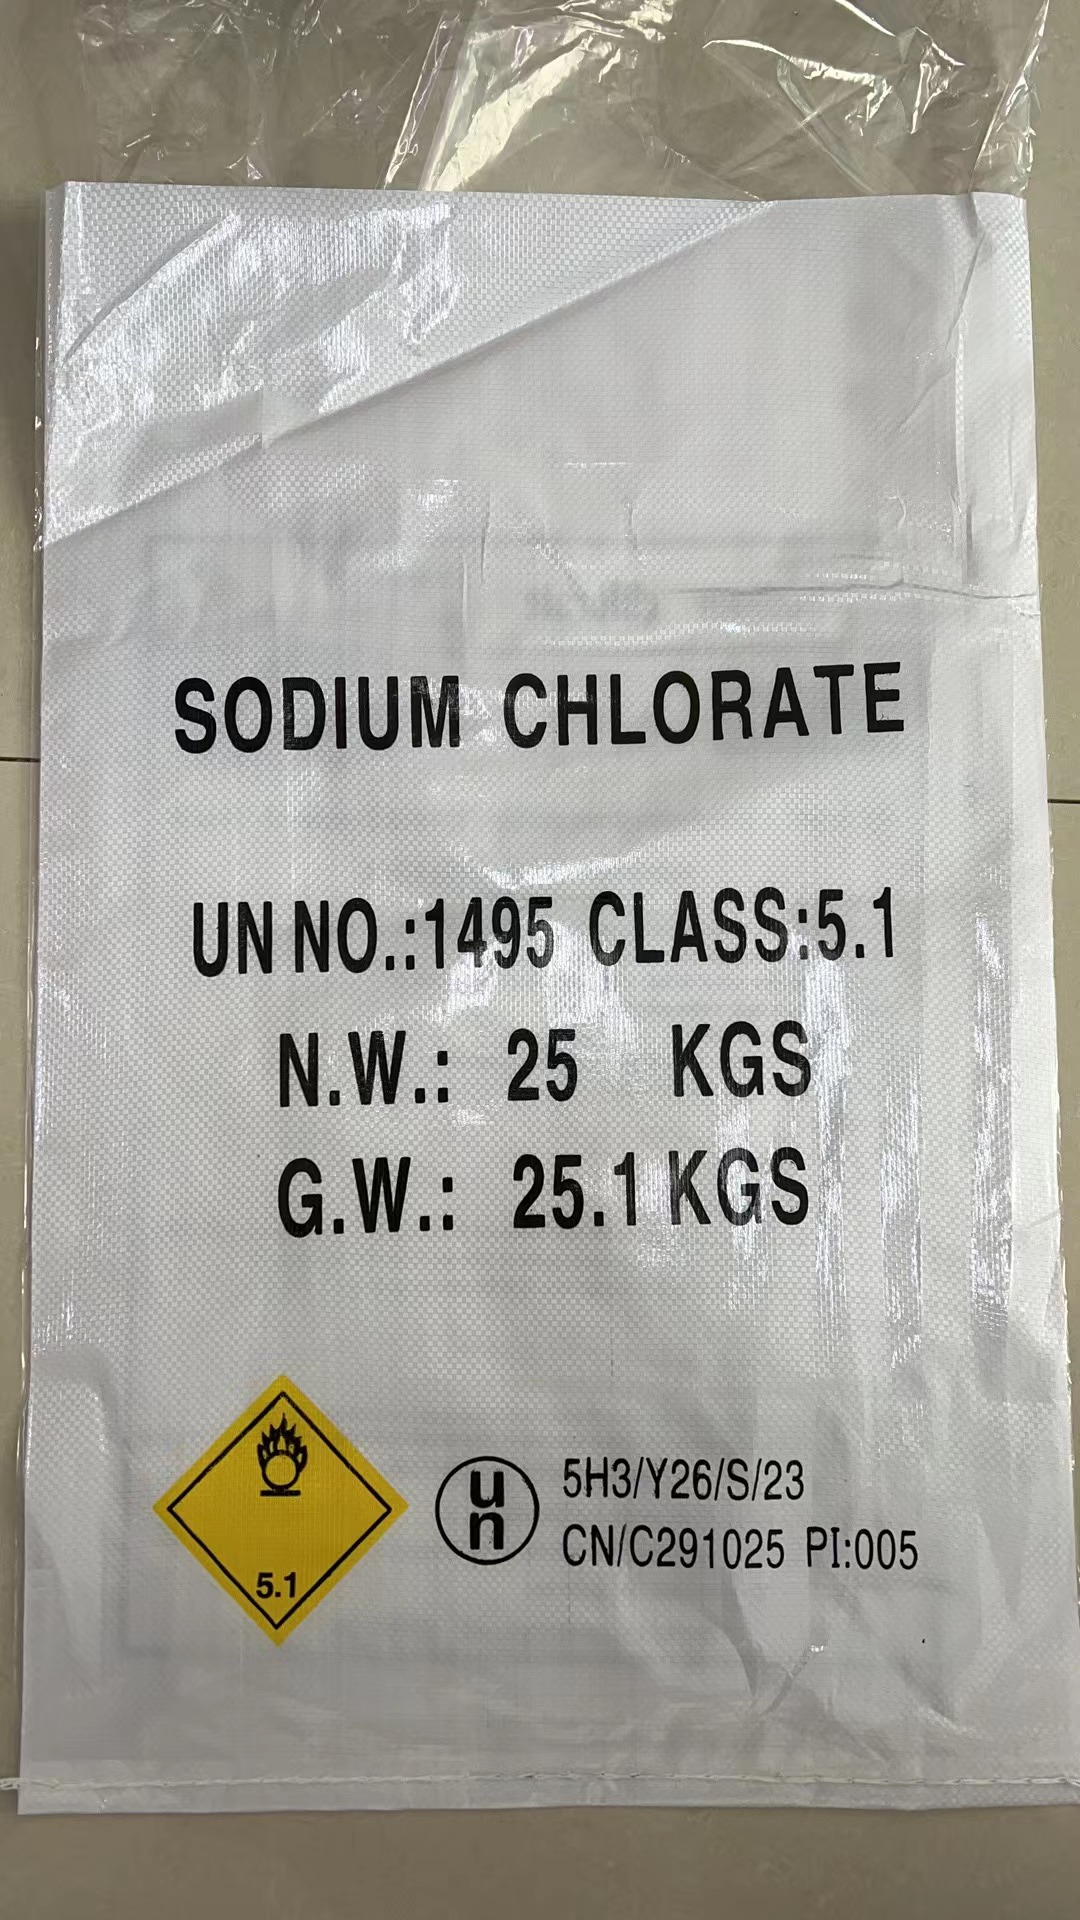 SODIUM CHLORATE
UN NO.:1495 CLASS:5.1
N.W.: 25 KGS
G.W.: 25.1 KGS
5.1
un
5H3/Y26/S/23
CN/C291025 PI:005